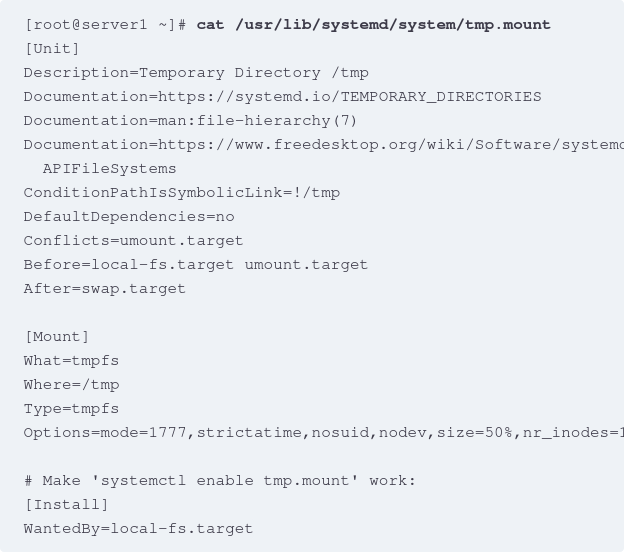 [root@server1 ~]# cat /usr/lib/systemd/system/tmp.mount
[Unit]
Description=Temporary Directory /tmp
Documentation=https://systemd.io/TEMPORARY_DIRECTORIES
Documentation=man:file-hierarchy(7)
Documentation=https://www.freedesktop.org/wiki/Software/systemd
APIFileSystems
ConditionPathIsSymbolicLink=!/tmp
DefaultDependencies=no
Conflicts=umount.target
Before=local-fs.target umount.target
After=swap.target

[Mount]
What=tmpfs
Where=/tmp
Type=tmpfs
Options=mode=1777,strictatime,nosuid,nodev,size=50%,nr_inodes=1

# Make 'systemctl enable tmp.mount' work:
[Install]
WantedBy=local-fs.target